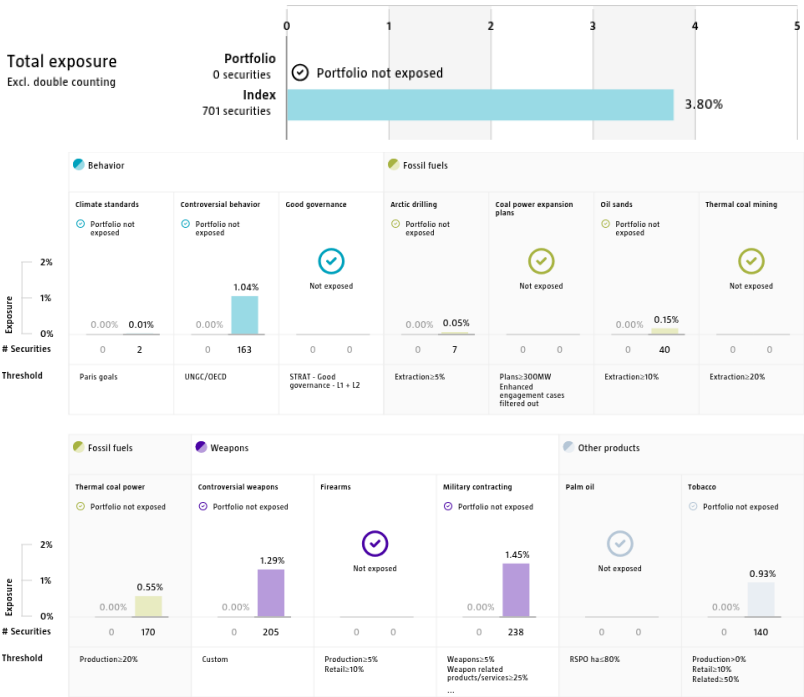 0 1 2 3 4 5
Total exposure
Excl. double counting
Portfolio
0 securities
Portfolio not exposed
Index
701 securities
3.80%
Behavior
Fossil fuels
Climate standards
Controversial behavior
Good governance
Arctic drilling
Coal power expansion
plans
Oil sands
Thermal coal mining
Portfolio not
exposed
Portfolio not
exposed
Portfolio not
exposed
Portfolio not
exposed
Not exposed
Not exposed
Not exposed
Exposure
2%
1%
0%
0.00% 0.01%
0.00% 1.04%
0.00% 0.05%
0.00% 0.15%
# Securities 0 2 0 163 0 0 0 7 0 0 0 40 0 0
Threshold
Paris goals
UNGC/OECD
STRAT - Good
governance - L1 + L2
Extraction≥5%
Plans≥300MW
Enhanced
engagement cases
filtered out
Extraction≥10%
Extraction≥20%
Fossil fuels
Weapons
Other products
Thermal coal power
Controversial weapons
Firearms
Military contracting
Palm oil
Tobacco
Portfolio not exposed
Portfolio not exposed
Portfolio not exposed
Portfolio not exposed
Not exposed
Not exposed
Exposure
2%
1%
0%
0.00% 0.55%
0.00% 1.29%
0.00% 1.45%
0.00% 0.93%
# Securities 0 170 0 205 0 0 0 238 0 0 0 140
Threshold
Production≥20%
Custom
Production≥5%
Retail≥10%
Weapons≥5%
Weapon related
products/services≥25%
...
RSPO ha≤80%
Production>0%
Retail≥10%
Related≥50%